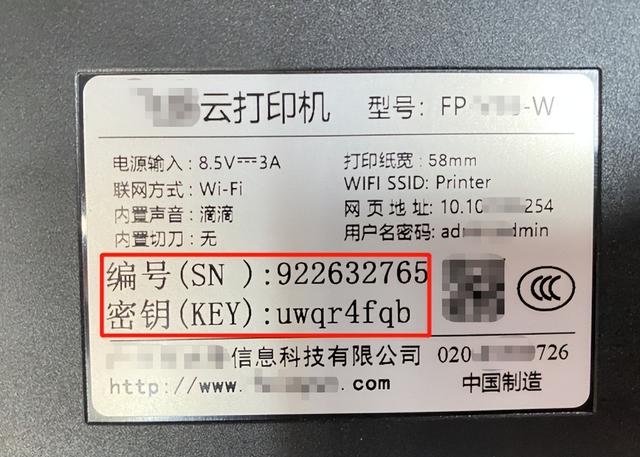 云打印机 型号: FP -W
电源输入: 8.5V⎓3A 打印纸宽: 58mm
联网方式: Wi-Fi WIFI SSID: Printer
内置声音: 滴滴 网 页 地 址: 10.10 254
内置切刀: 无 用户名密码: ad dmin
编号(SN ):922632765
密钥(KEY):uwqr4fqb
信息科技有限公司 020 726
http://www. .com 中国制造